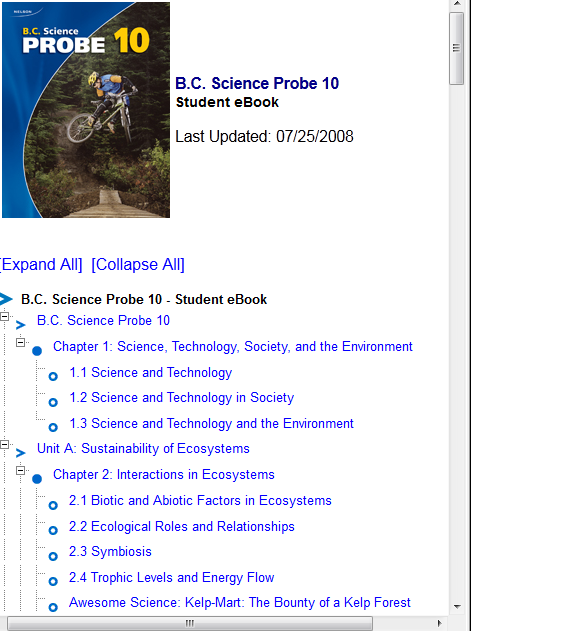 NELSON
B.C. Science
PROBE 10
B.C. Science Probe 10
Student eBook
Last Updated: 07/25/2008
[Expand All] [Collapse All]
B.C. Science Probe 10 - Student eBook
B.C. Science Probe 10
Chapter 1: Science, Technology, Society, and the Environment
1.1 Science and Technology
1.2 Science and Technology in Society
1.3 Science and Technology and the Environment
Unit A: Sustainability of Ecosystems
Chapter 2: Interactions in Ecosystems
2.1 Biotic and Abiotic Factors in Ecosystems
2.2 Ecological Roles and Relationships
2.3 Symbiosis
2.4 Trophic Levels and Energy Flow
Awesome Science: Kelp-Mart: The Bounty of a Kelp Forest